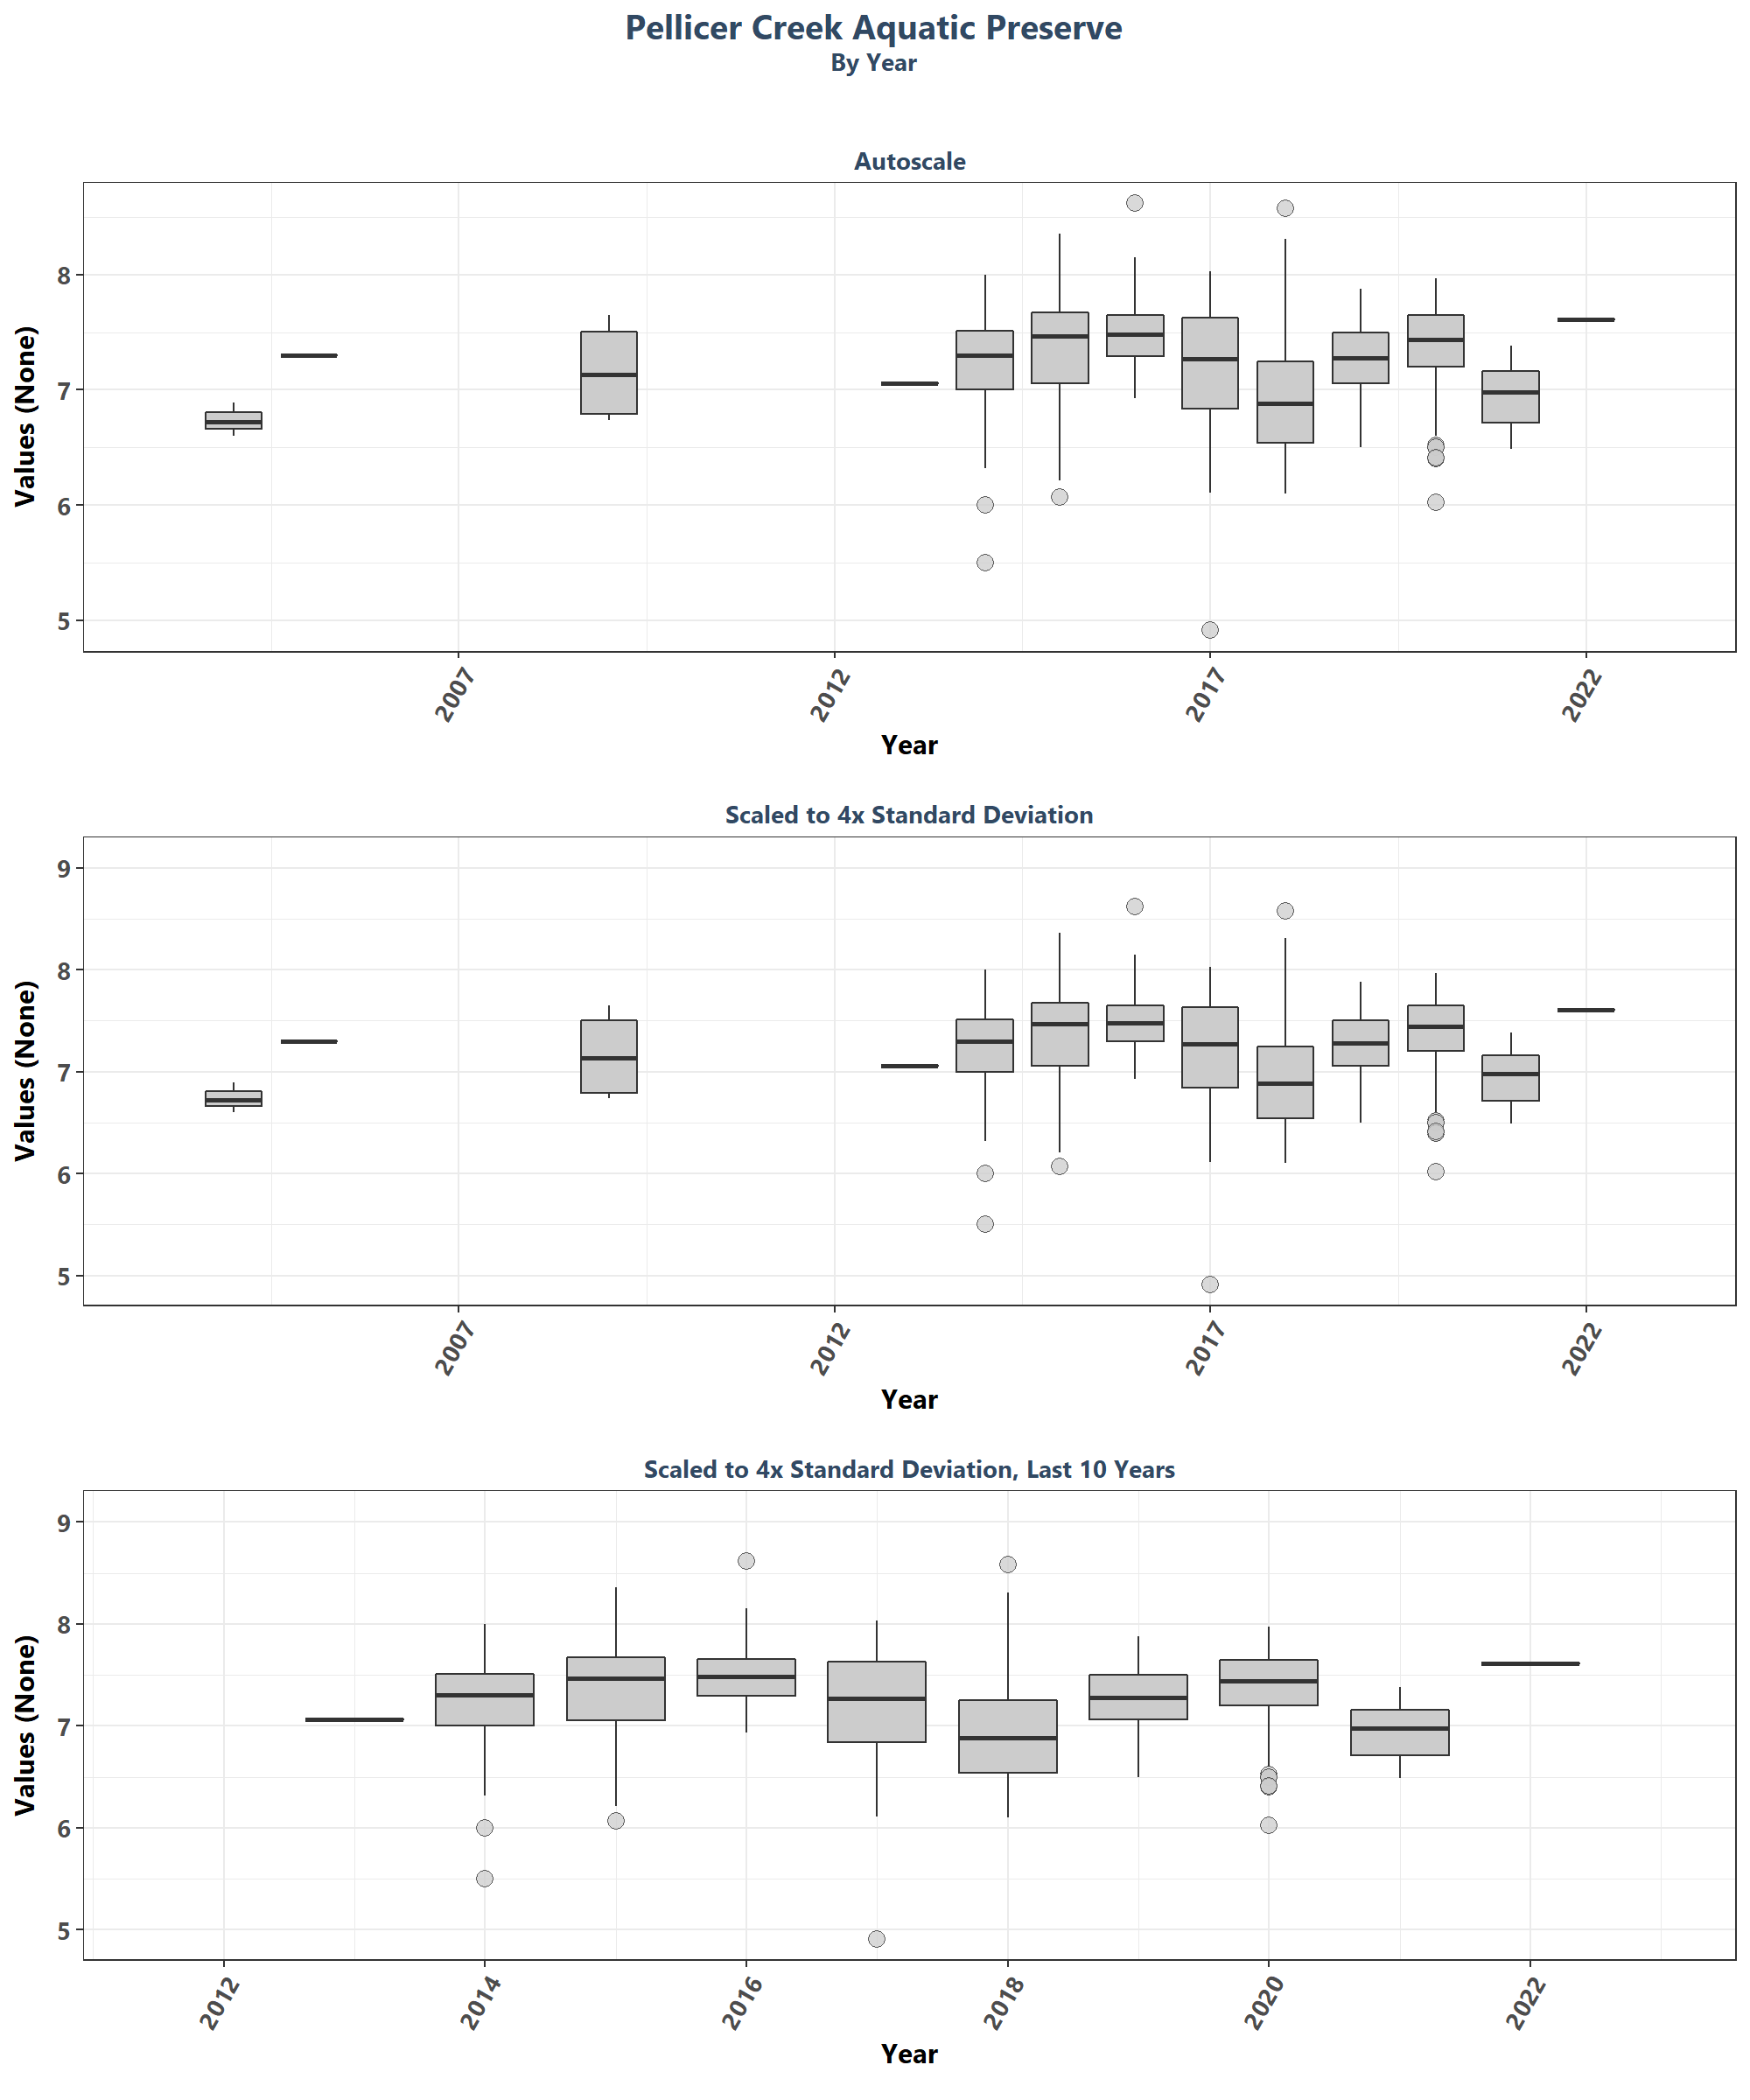 Pellicer Creek Aquatic Preserve
By Year
Autoscale
Values (None)
8
7
6
5
2007
2012
2017
2022
Year
Scaled to 4x Standard Deviation
Values (None)
9
8
7
6
5
2007
2012
2017
2022
Year
Scaled to 4x Standard Deviation, Last 10 Years
Values (None)
9
8
7
6
5
2012
2014
2016
2018
2020
2022
Year